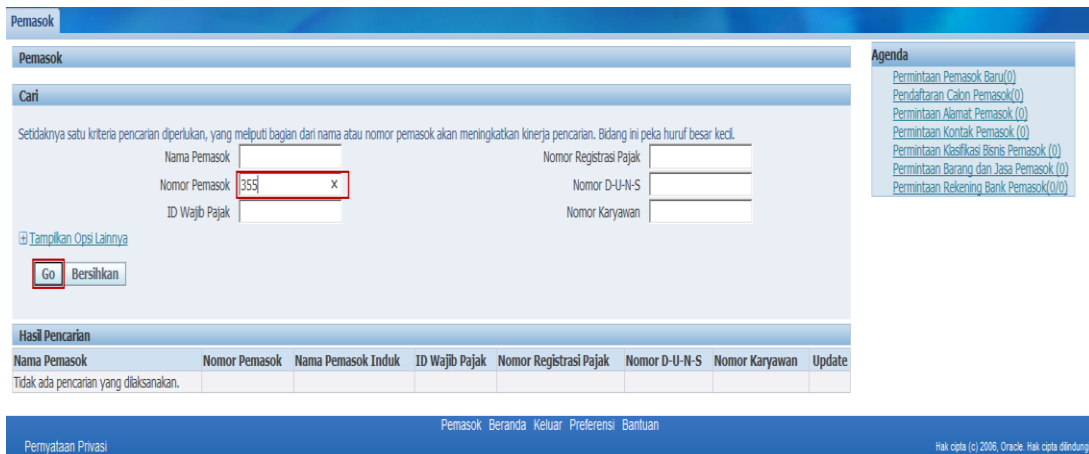 Pemasok
Pemasok
Cari
Setidaknya satu kriteria pencarian diperlukan, yang meliputi bagian dari nama atau nomor pemasok akan meningkatkan kinerja pencarian. Bidang ini peka huruf besar kecil.
Nama Pemasok
Nomor Registrasi Pajak
Nomor Pemasok 355 x
Nomor D-U-N-S
ID Wajib Pajak
Nomor Karyawan
Tampilkan Opsi Lainnya
Go Bersihkan
Hasil Pencarian
Nama Pemasok Nomor Pemasok Nama Pemasok Induk ID Wajib Pajak Nomor Registrasi Pajak Nomor D-U-N-S Nomor Karyawan Update
Tidak ada pencarian yang dilaksanakan.
Agenda
Permintaan Pemasok Baru(0)
Pendaftaran Calon Pemasok(0)
Permintaan Alamat Pemasok (0)
Permintaan Kontak Pemasok (0)
Permintaan Klasifikasi Bisnis Pemasok (0)
Permintaan Barang dan Jasa Pemasok (0)
Permintaan Rekening Bank Pemasok(0/0)
Pemasok Beranda Keluar Preferensi Bantuan
Pernyataan Privasi
Hak cipta (c) 2006, Oracle. Hak cipta dilindung